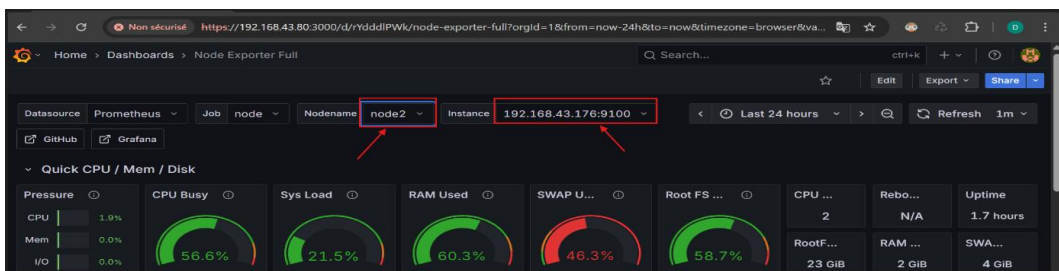 Non sécurisé https://192.168.43.80:3000/d/rYdddlPWk/node-exporter-full?orgId=1&from=now-24h&to=now&timezone=browser&va...
D
Home > Dashboards > Node Exporter Full Search... ctrl+k
Edit Export Share
Datasource Prometheus Job node Nodename node2 Instance 192.168.43.176:9100 Last 24 hours Refresh 1m
GitHub Grafana
Quick CPU / Mem / Disk
Pressure CPU Busy Sys Load RAM Used SWAP U... Root FS ... CPU ... Rebo... Uptime
CPU 1.9% 2 N/A 1.7 hours
Mem 0.0% RootF... RAM ... SWA...
I/O 0.0% 56.6% 21.5% 60.3% 46.3% 58.7% 23 GiB 2 GiB 4 GiB